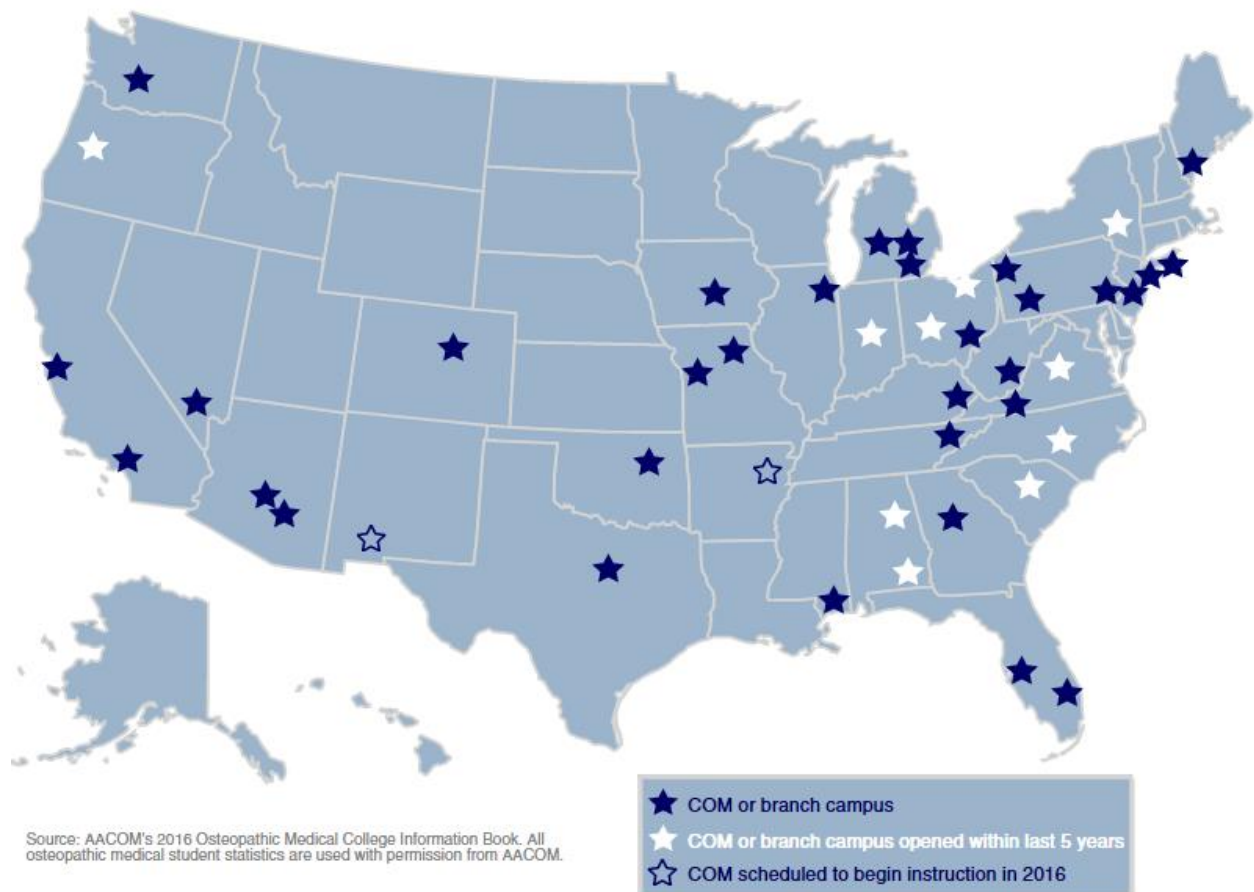 COM or branch campus
COM or branch campus opened within last 5 years
COM scheduled to begin instruction in 2016
Source: AACOM's 2016 Osteopathic Medical College Information Book. All
osteopathic medical student statistics are used with permission from AACOM.